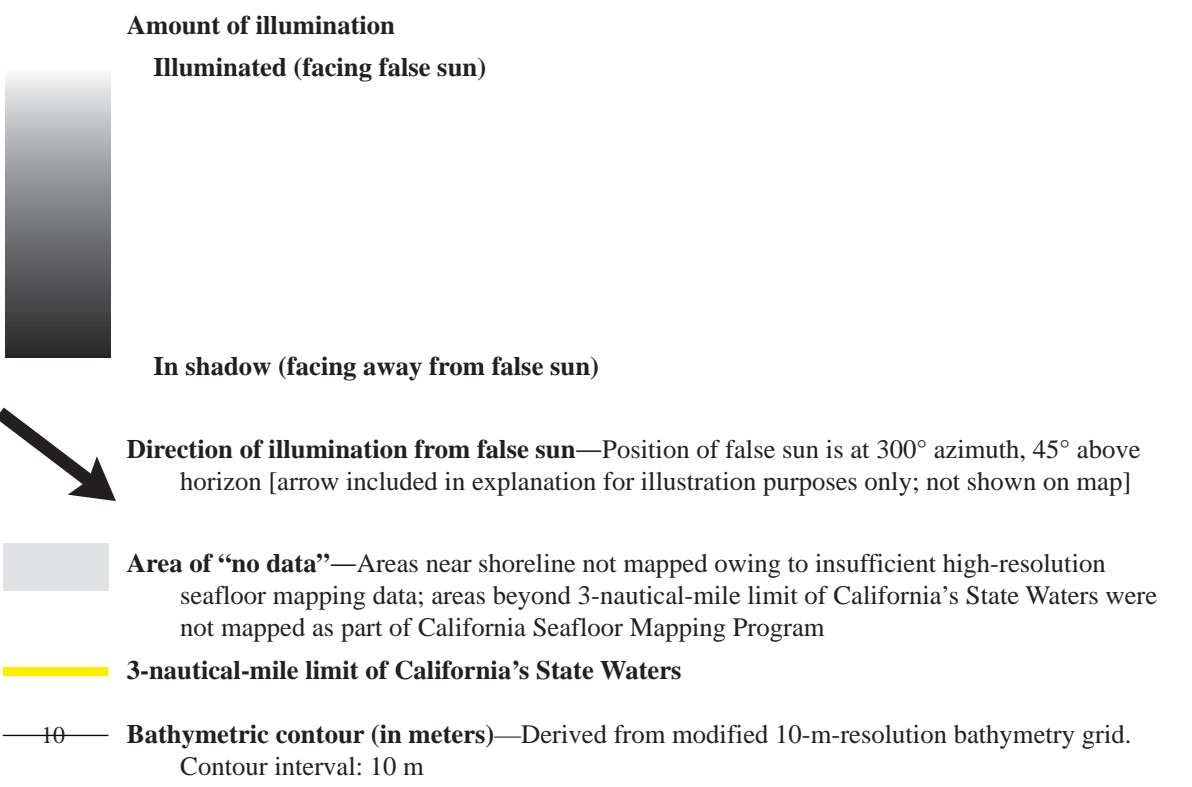 Amount of illumination
Illuminated (facing false sun)
In shadow (facing away from false sun)
Direction of illumination from false sun—Position of false sun is at 300° azimuth, 45° above
horizon [arrow included in explanation for illustration purposes only; not shown on map]
Area of “no data”—Areas near shoreline not mapped owing to insufficient high-resolution
seafloor mapping data; areas beyond 3-nautical-mile limit of California’s State Waters were
not mapped as part of California Seafloor Mapping Program
3-nautical-mile limit of California’s State Waters
10 Bathymetric contour (in meters)—Derived from modified 10-m-resolution bathymetry grid.
Contour interval: 10 m